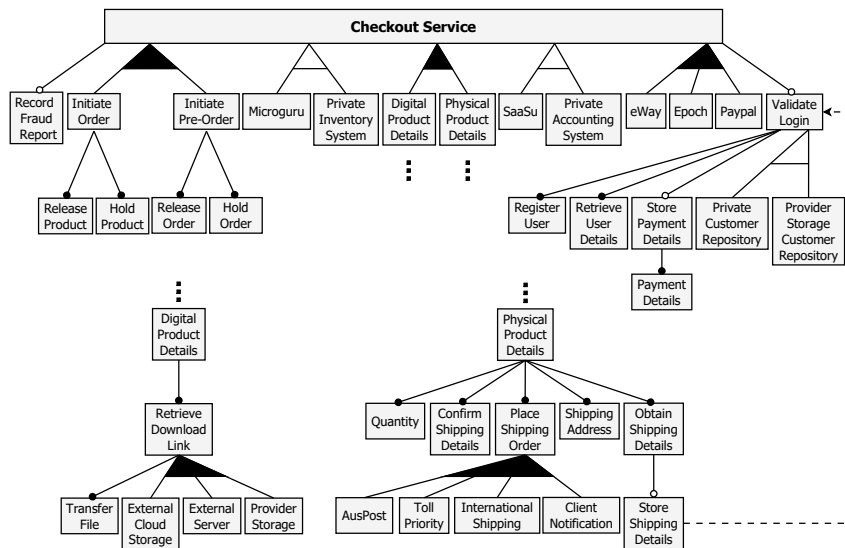 Checkout Service
Record
Fraud
Report
Initiate
Order
Initiate
Pre-Order
Microguru
Private
Inventory
System
Digital
Product
Details
Physical
Product
Details
SaaSu
Private
Accounting
System
eWay
Epoch
Paypal
Validate
Login
Release
Product
Hold
Product
Release
Order
Hold
Order
Register
User
Retrieve
User
Details
Store
Payment
Details
Private
Customer
Repository
Provider
Storage
Customer
Repository
Payment
Details
Digital
Product
Details
Physical
Product
Details
Retrieve
Download
Link
Quantity
Confirm
Shipping
Details
Place
Shipping
Order
Shipping
Address
Obtain
Shipping
Details
Transfer
File
External
Cloud
Storage
External
Server
Provider
Storage
AusPost
Toll
Priority
International
Shipping
Client
Notification
Store
Shipping
Details